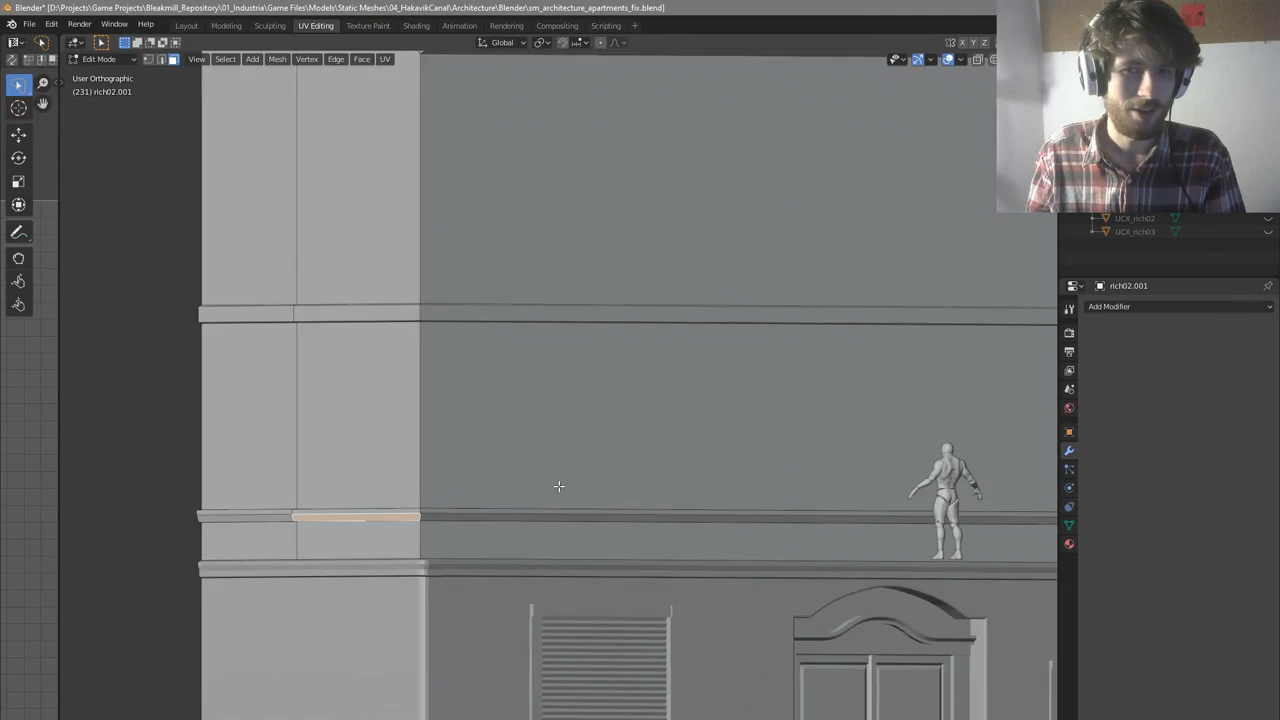 Blender* [D:\Projects\Game Projects\Bleakmill_Repository\01_Industria\Game Files\Models\Static Meshes\04_HakavikCanal\Architecture\Blender\sm_architecture_apartments_fix.blend]
File Edit Render Window Help Layout Modeling Sculpting UV Editing Texture Paint Shading Animation Rendering Compositing Scripting +
Global X Y Z
Edit Mode View Select Add Mesh Vertex Edge Face UV
User Orthographic
(231) rich02.001
UCX_rich02
UCX_rich03
rich02.001
Add Modifier